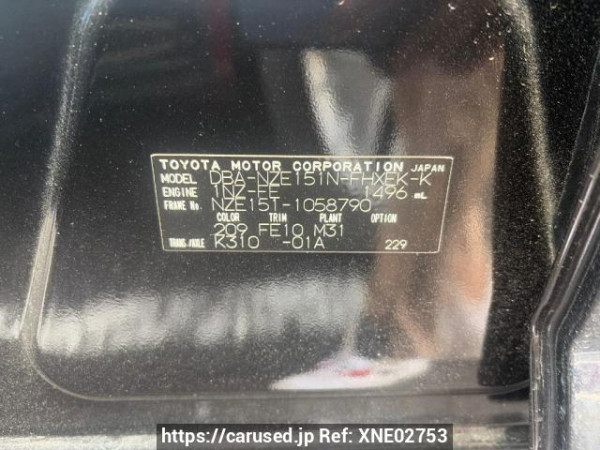 TOYOTA MOTOR CORPORATION JAPAN
MODEL DBA-NZE151N-FHXEK-K
ENGINE 1NZ-FE 1496 mL
FRAME No. NZE151-1058790
COLOR TRIM PLANT OPTION
209 FE10 M31
TRANS/AXLE K310 -01A 229
https://carused.jp Ref: XNE02753